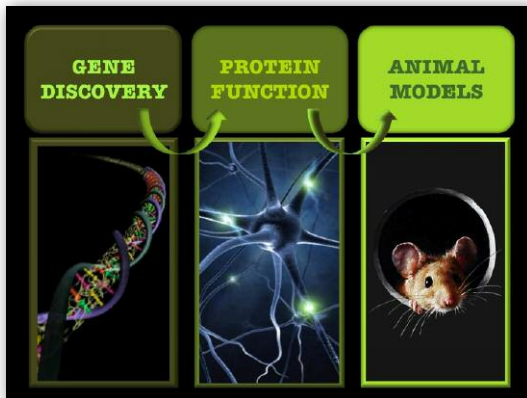 GENE
DISCOVERY
PROTEIN
FUNCTION
ANIMAL
MODELS